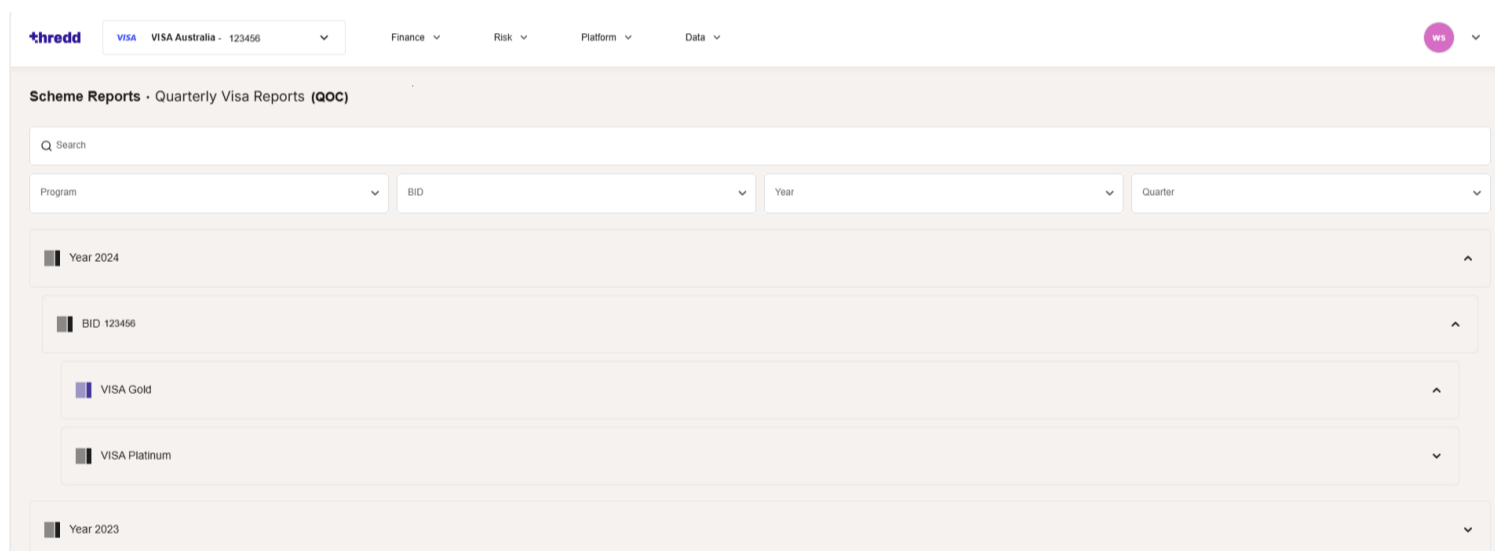 thredd VISA VISA Australia - 123456 Finance Risk Platform Data ws
Scheme Reports · Quarterly Visa Reports (QOC)
Search
Program BID Year Quarter
Year 2024
BID 123456
VISA Gold
VISA Platinum
Year 2023